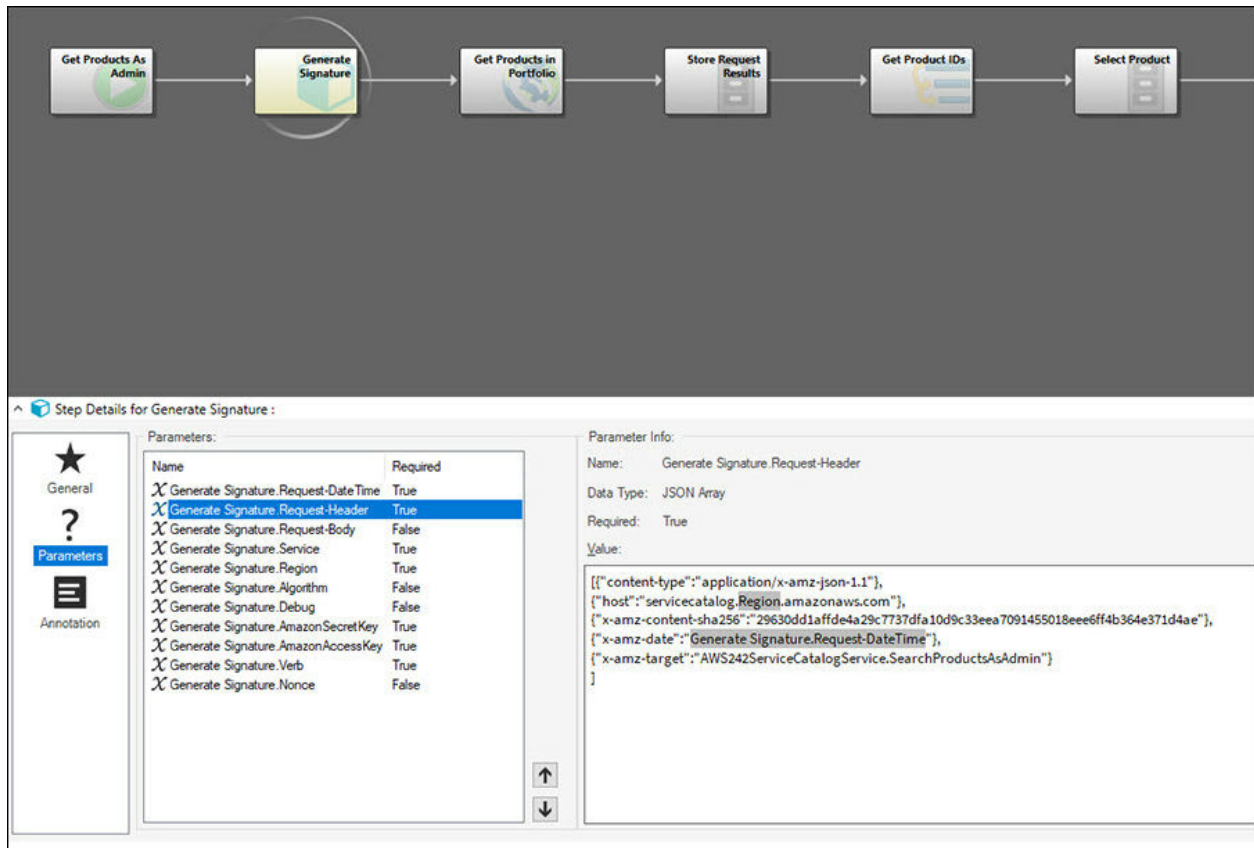 Get Products As
Admin
Generate
Signature
Get Products in
Portfolio
Store Request
Results
Get Product IDs
Select Product
Step Details for Generate Signature :
General
Parameters
Annotation
Parameters:
Name Required
Generate Signature.Request-DateTime True
Generate Signature.Request-Header True
Generate Signature.Request-Body False
Generate Signature.Service True
Generate Signature.Region True
Generate Signature.Algorithm False
Generate Signature.Debug False
Generate Signature.AmazonSecretKey True
Generate Signature.AmazonAccessKey True
Generate Signature.Verb True
Generate Signature.Nonce False
Parameter Info:
Name: Generate Signature.Request-Header
Data Type: JSON Array
Required: True
Value:
[{"content-type":"application/x-amz-json-1.1"},
{"host":"servicecatalog.Region.amazonaws.com"},
{"x-amz-content-sha256":"29630dd1affde4a29c7737dfa10d9c33eea7091455018eee6ff4b364e371d4ae"},
{"x-amz-date":"Generate Signature.Request-DateTime"},
{"x-amz-target":"AWS242ServiceCatalogService.SearchProductsAsAdmin"}
]